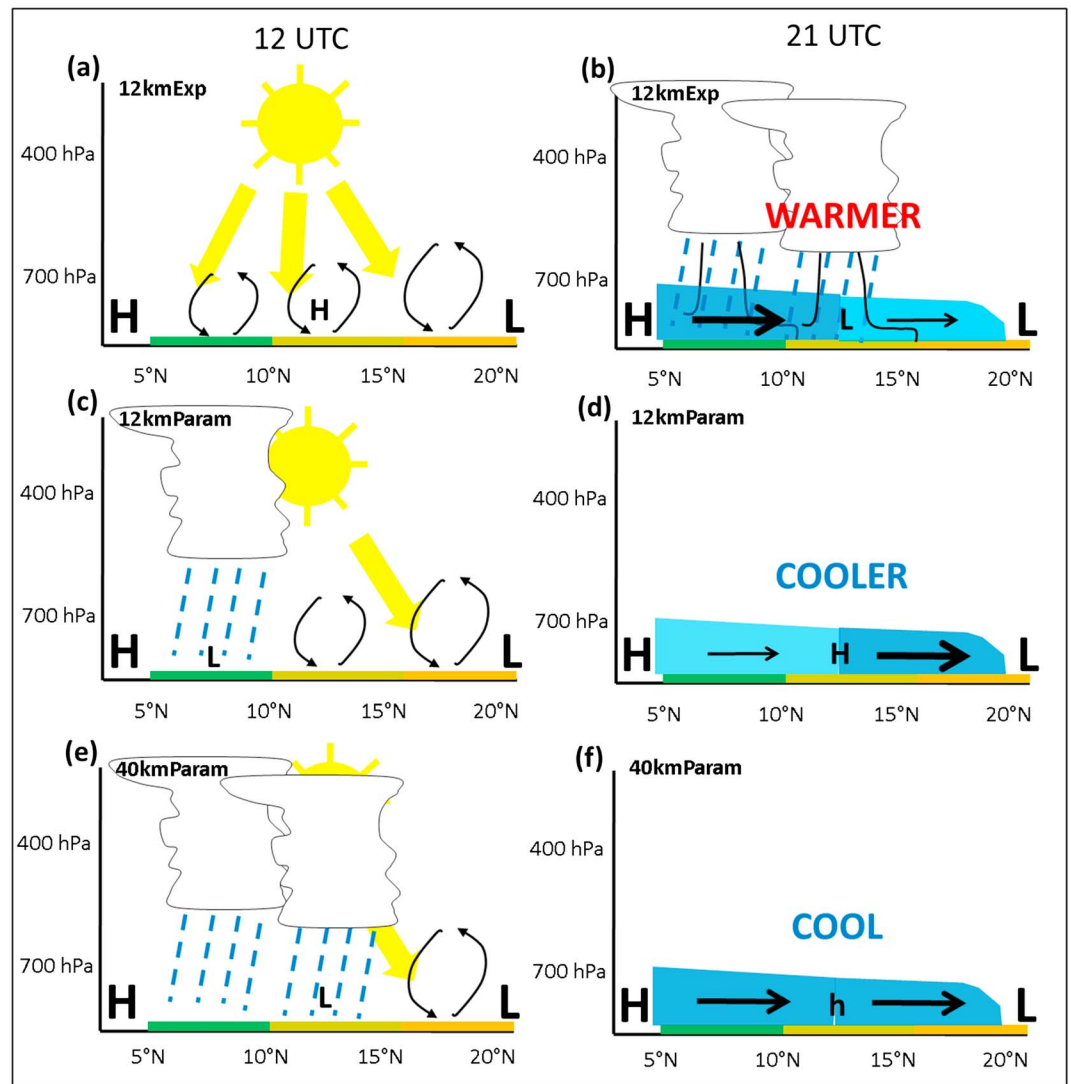 12 UTC
21 UTC
(a)
12kmExp
400 hPa
700 hPa
H
H
L
5°N
10°N
15°N
20°N
(b)
12kmExp
400 hPa
WARMER
700 hPa
H
L
L
5°N
10°N
15°N
20°N
(c)
12kmParam
400 hPa
700 hPa
H
L
L
5°N
10°N
15°N
20°N
(d)
12kmParam
400 hPa
COOLER
700 hPa
H
H
L
5°N
10°N
15°N
20°N
(e)
40kmParam
400 hPa
700 hPa
H
L
L
5°N
10°N
15°N
20°N
(f)
40kmParam
400 hPa
COOL
700 hPa
H
h
L
5°N
10°N
15°N
20°N